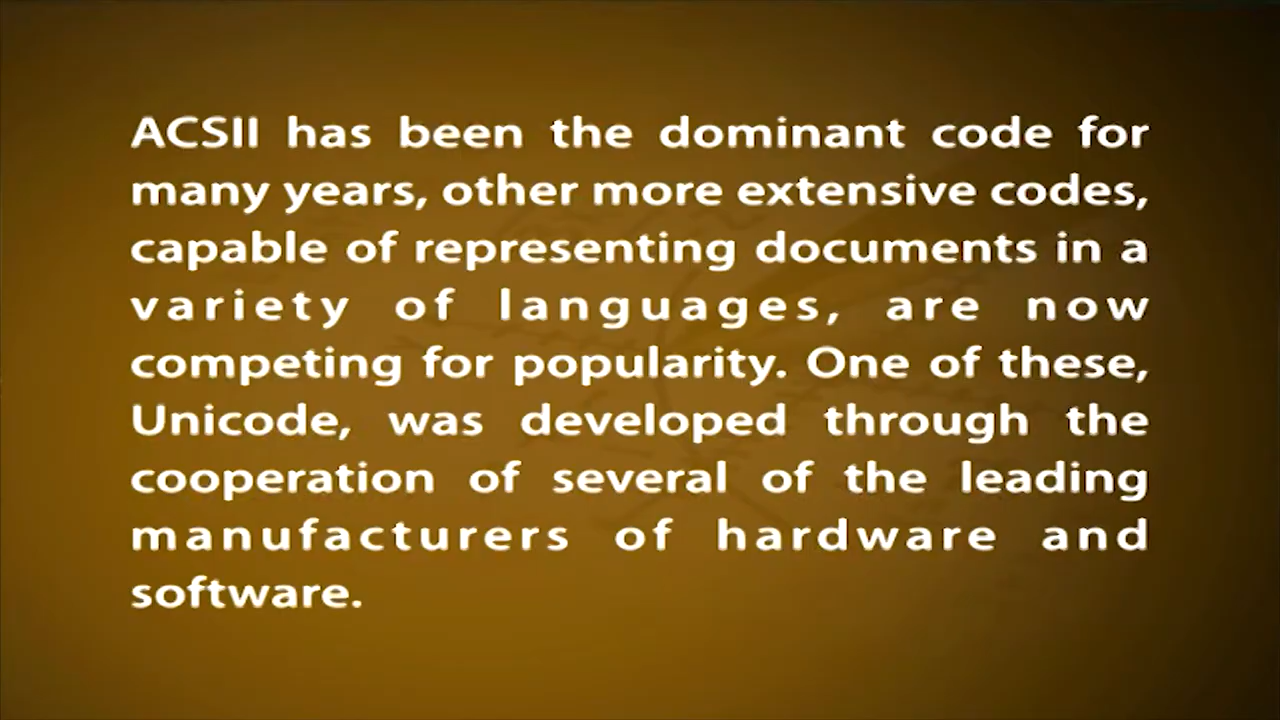 ACSII has been the dominant code for
many years, other more extensive codes,
capable of representing documents in a
variety of languages, are now
competing for popularity. One of these,
Unicode, was developed through the
cooperation of several of the leading
manufacturers of hardware and
software.